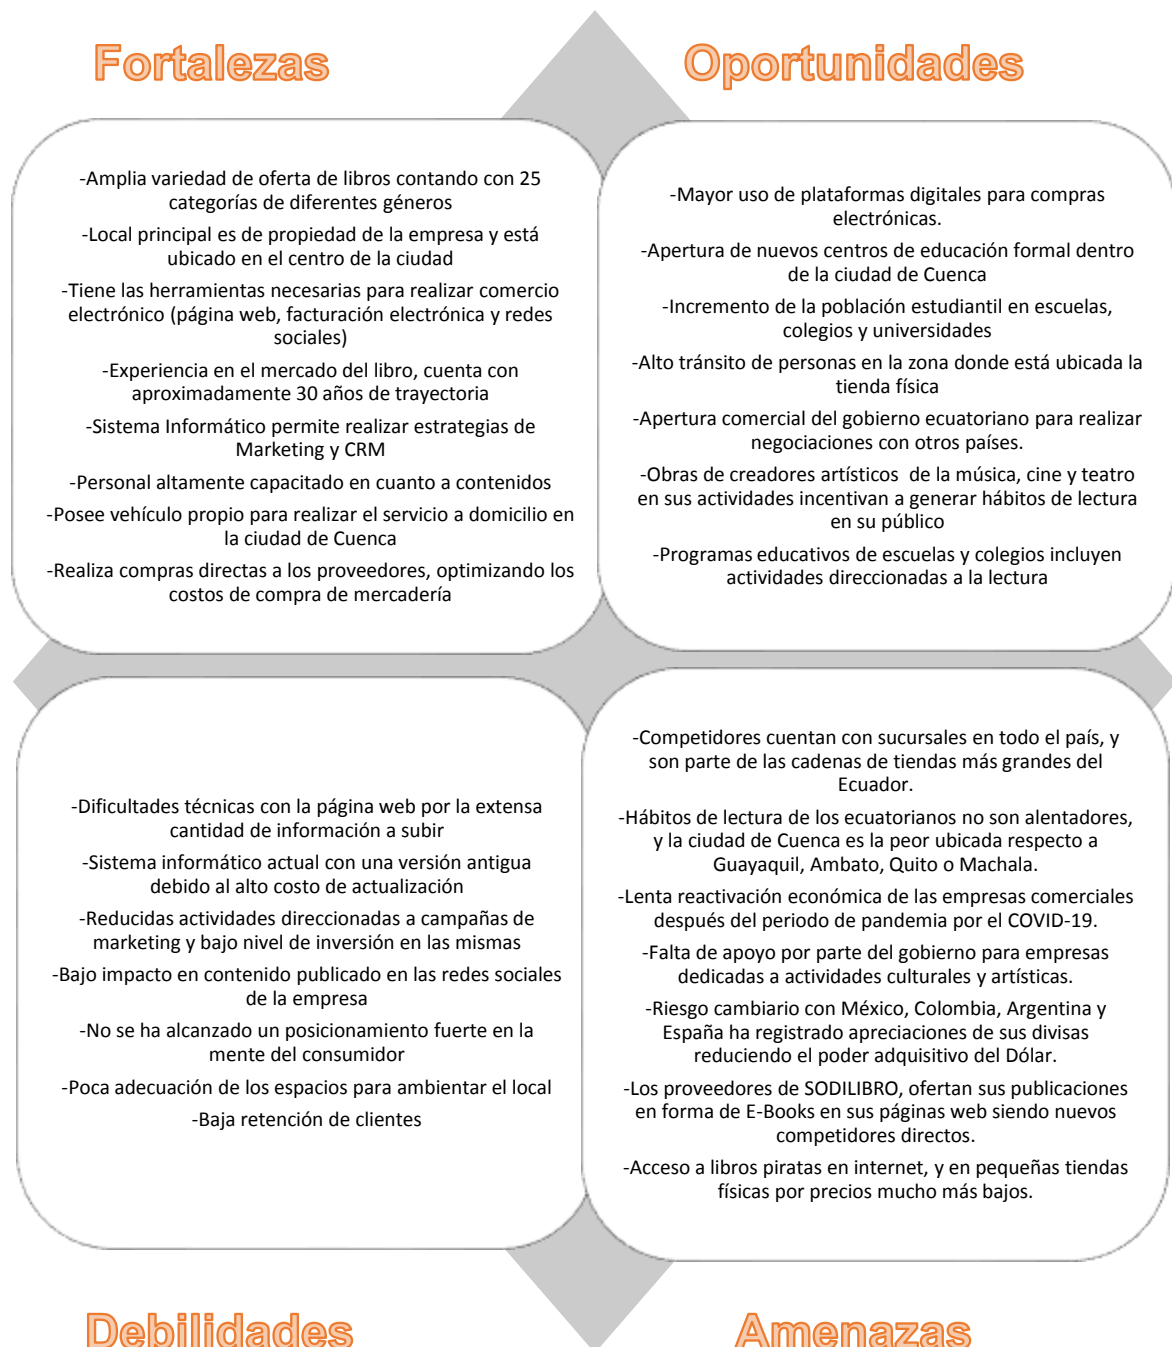 Fortalezas
-Amplia variedad de oferta de libros contando con 25
categorías de diferentes géneros
-Local principal es de propiedad de la empresa y está
ubicado en el centro de la ciudad
-Tiene las herramientas necesarias para realizar comercio
electrónico (página web, facturación electrónica y redes
sociales)
-Experiencia en el mercado del libro, cuenta con
aproximadamente 30 años de trayectoria
-Sistema Informático permite realizar estrategias de
Marketing y CRM
-Personal altamente capacitado en cuanto a contenidos
-Posee vehículo propio para realizar el servicio a domicilio en
la ciudad de Cuenca
-Realiza compras directas a los proveedores, optimizando los
costos de compra de mercadería
Oportunidades
-Mayor uso de plataformas digitales para compras
electrónicas.
-Apertura de nuevos centros de educación formal dentro
de la ciudad de Cuenca
-Incremento de la población estudiantil en escuelas,
colegios y universidades
-Alto tránsito de personas en la zona donde está ubicada la
tienda física
-Apertura comercial del gobierno ecuatoriano para realizar
negociaciones con otros países.
-Obras de creadores artísticos de la música, cine y teatro
en sus actividades incentivan a generar hábitos de lectura
en su público
-Programas educativos de escuelas y colegios incluyen
actividades direccionadas a la lectura
-Dificultades técnicas con la página web por la extensa
cantidad de información a subir
-Sistema informático actual con una versión antigua
debido al alto costo de actualización
-Reducidas actividades direccionadas a campañas de
marketing y bajo nivel de inversión en las mismas
-Bajo impacto en contenido publicado en las redes sociales
de la empresa
-No se ha alcanzado un posicionamiento fuerte en la
mente del consumidor
-Poca adecuación de los espacios para ambientar el local
-Baja retención de clientes
Debilidades
-Competidores cuentan con sucursales en todo el país, y
son parte de las cadenas de tiendas más grandes del
Ecuador.
-Hábitos de lectura de los ecuatorianos no son alentadores,
y la ciudad de Cuenca es la peor ubicada respecto a
Guayaquil, Ambato, Quito o Machala.
-Lenta reactivación económica de las empresas comerciales
después del periodo de pandemia por el COVID-19.
-Falta de apoyo por parte del gobierno para empresas
dedicadas a actividades culturales y artísticas.
-Riesgo cambiario con México, Colombia, Argentina y
España ha registrado apreciaciones de sus divisas
reduciendo el poder adquisitivo del Dólar.
-Los proveedores de SODILIBRO, ofertan sus publicaciones
en forma de E-Books en sus páginas web siendo nuevos
competidores directos.
-Acceso a libros piratas en internet, y en pequeñas tiendas
físicas por precios mucho más bajos.
Amenazas